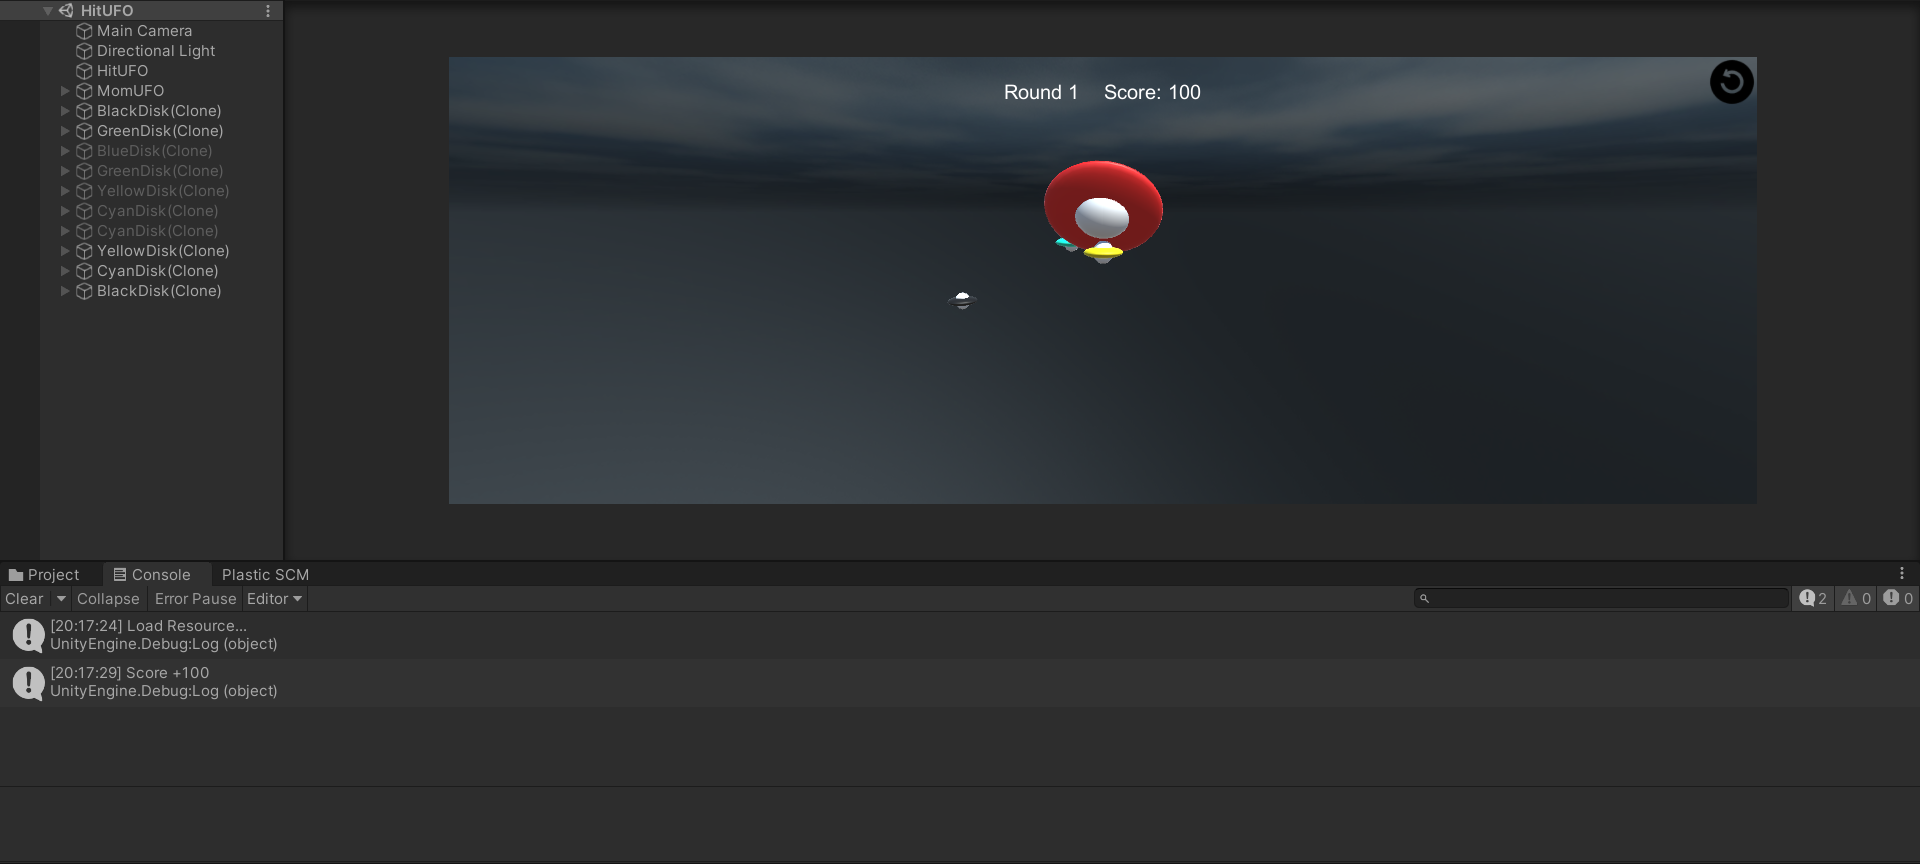 HitUFO
Main Camera
Directional Light
HitUFO
MomUFO
BlackDisk(Clone)
GreenDisk(Clone)
BlueDisk(Clone)
GreenDisk(Clone)
YellowDisk(Clone)
CyanDisk(Clone)
CyanDisk(Clone)
YellowDisk(Clone)
CyanDisk(Clone)
BlackDisk(Clone)
Round 1 Score: 100
Project Console Plastic SCM
Clear Collapse Error Pause Editor 2 0 0
[20:17:24] Load Resource...
UnityEngine.Debug:Log (object)
[20:17:29] Score +100
UnityEngine.Debug:Log (object)